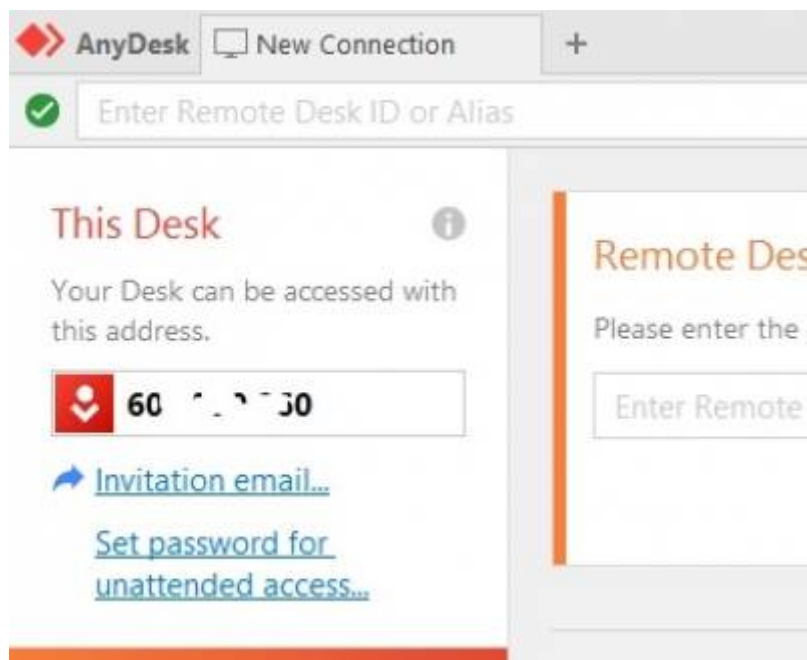 AnyDesk
New Connection
+
Enter Remote Desk ID or Alias
This Desk
Your Desk can be accessed with
this address.
Invitation email...
Set password for
unattended access...
Remote Des
Please enter the
Enter Remote